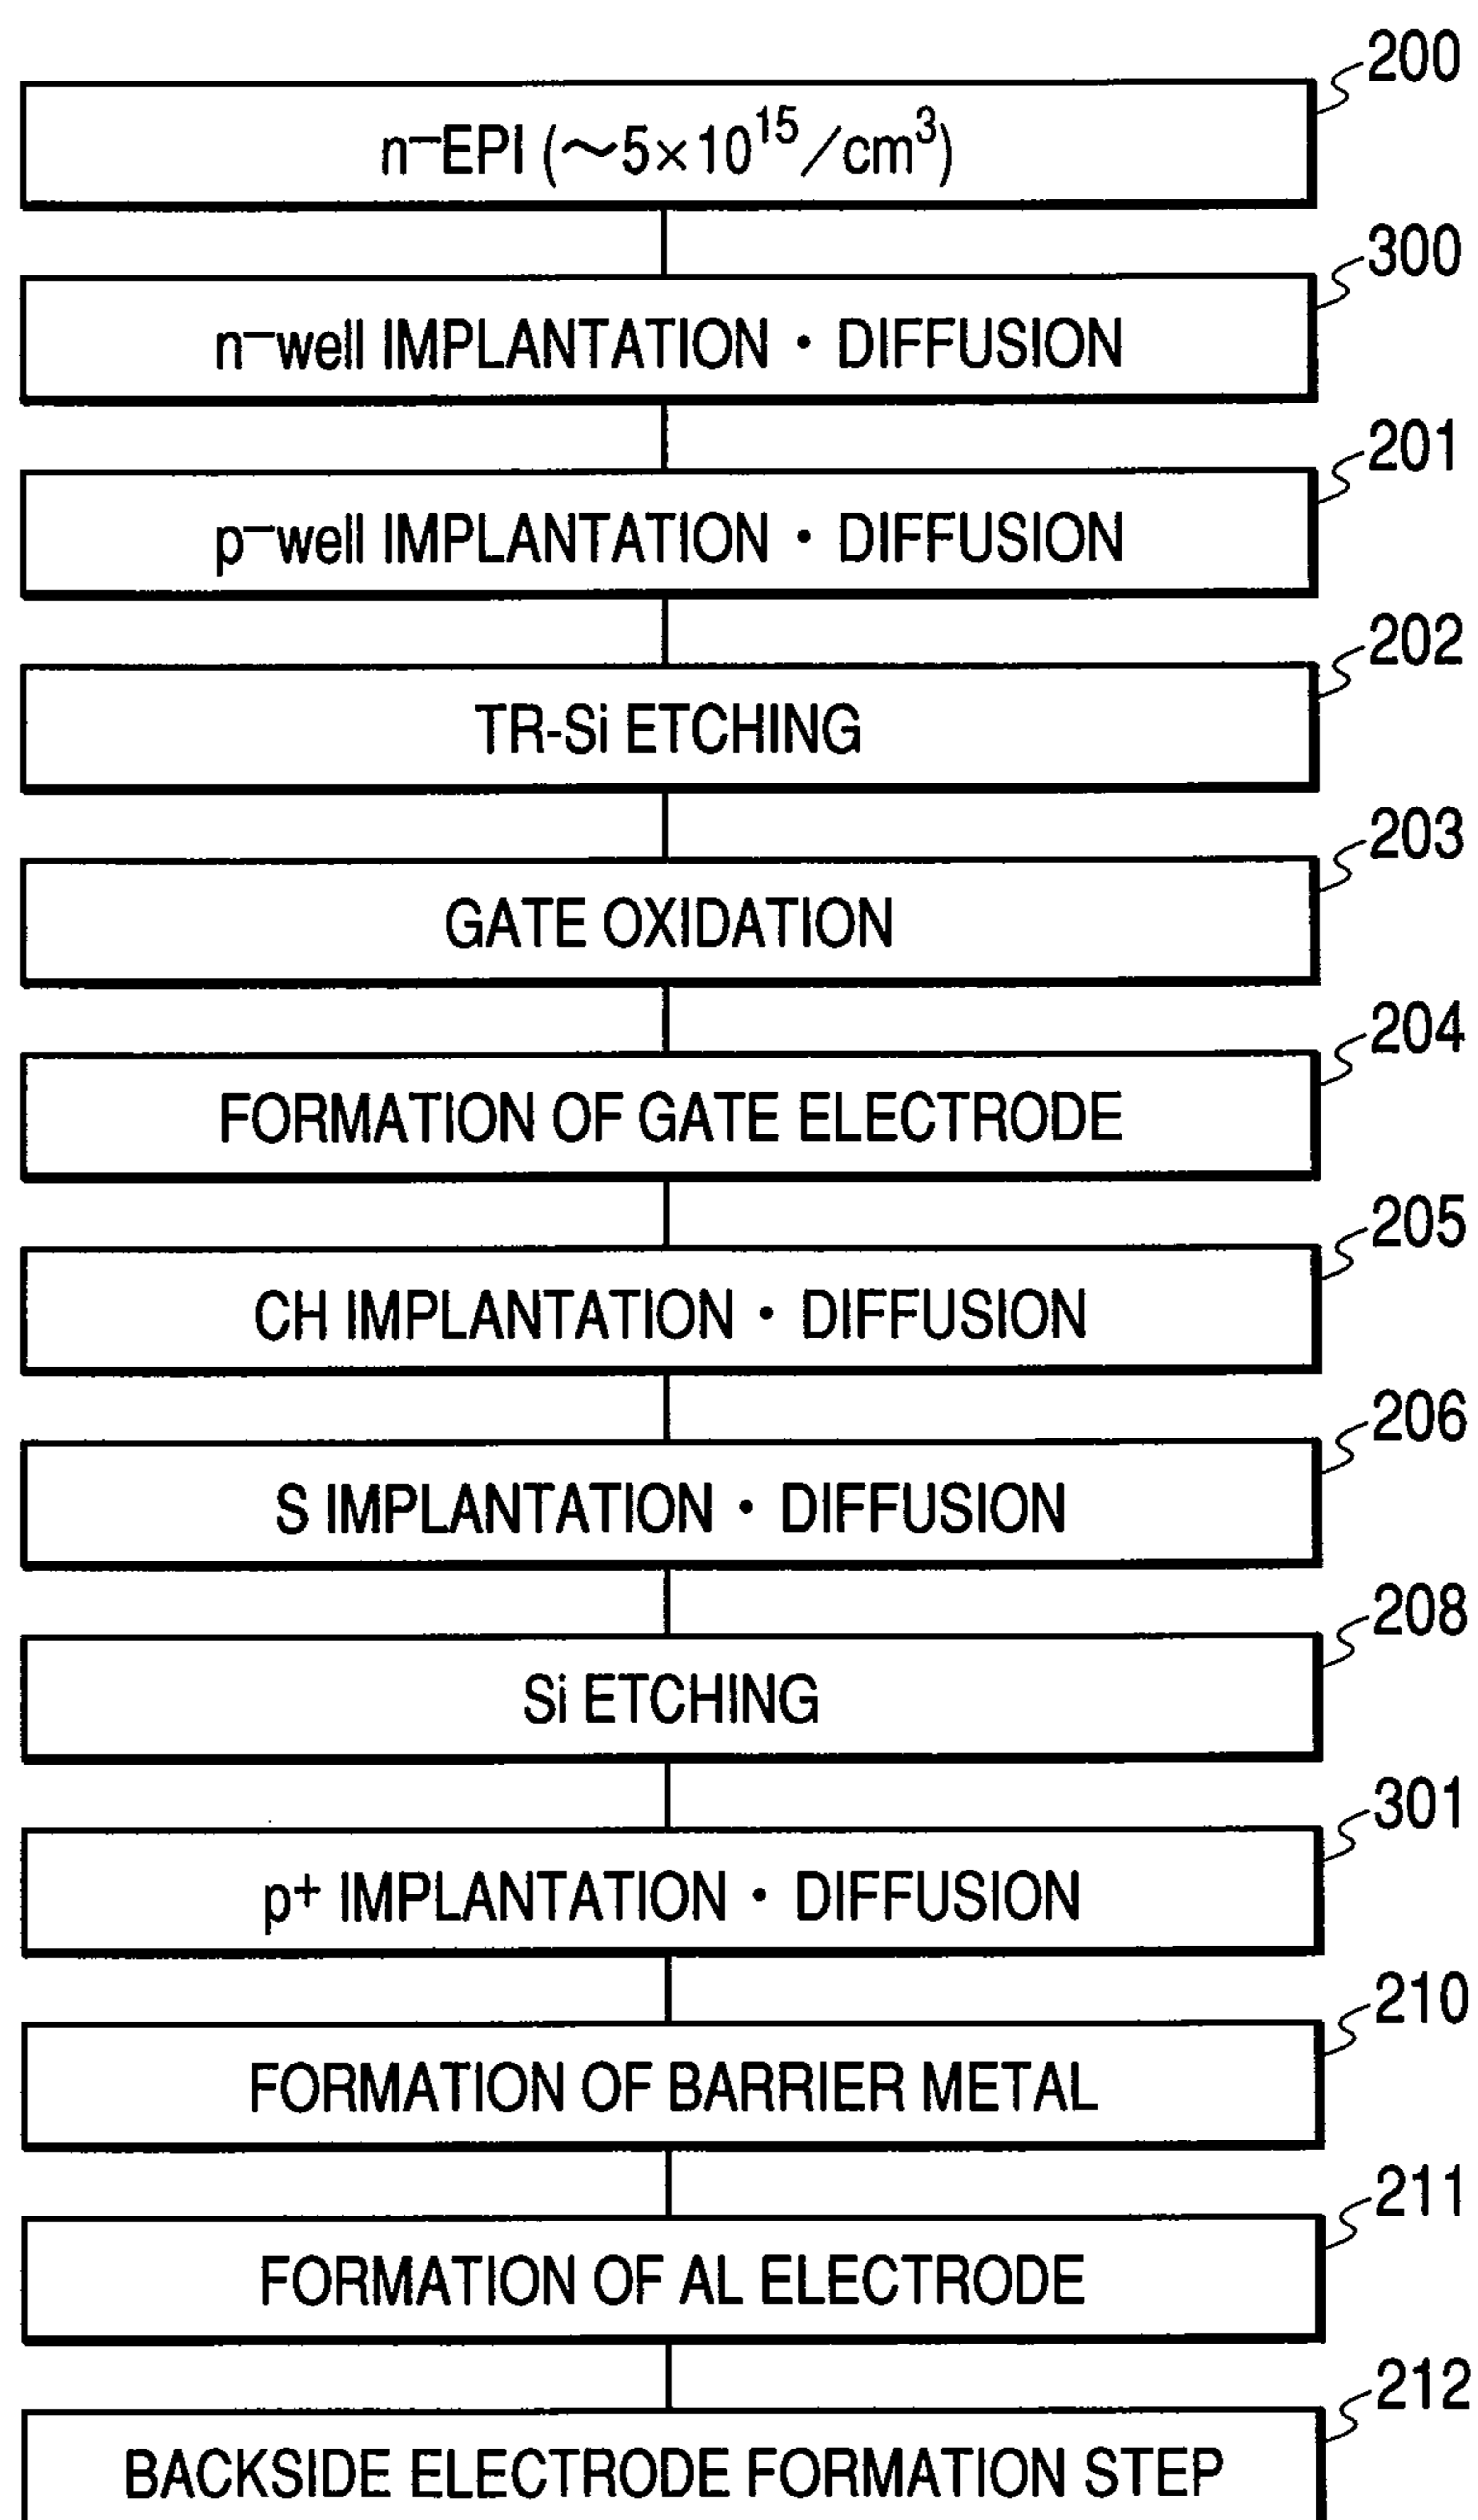 200
n⁻EPI (～5×10¹⁵/cm³)
300
n⁻well IMPLANTATION・DIFFUSION
201
p⁻well IMPLANTATION・DIFFUSION
202
TR-Si ETCHING
203
GATE OXIDATION
204
FORMATION OF GATE ELECTRODE
205
CH IMPLANTATION・DIFFUSION
206
S IMPLANTATION・DIFFUSION
208
Si ETCHING
301
p⁺ IMPLANTATION・DIFFUSION
210
FORMATION OF BARRIER METAL
211
FORMATION OF AL ELECTRODE
212
BACKSIDE ELECTRODE FORMATION STEP